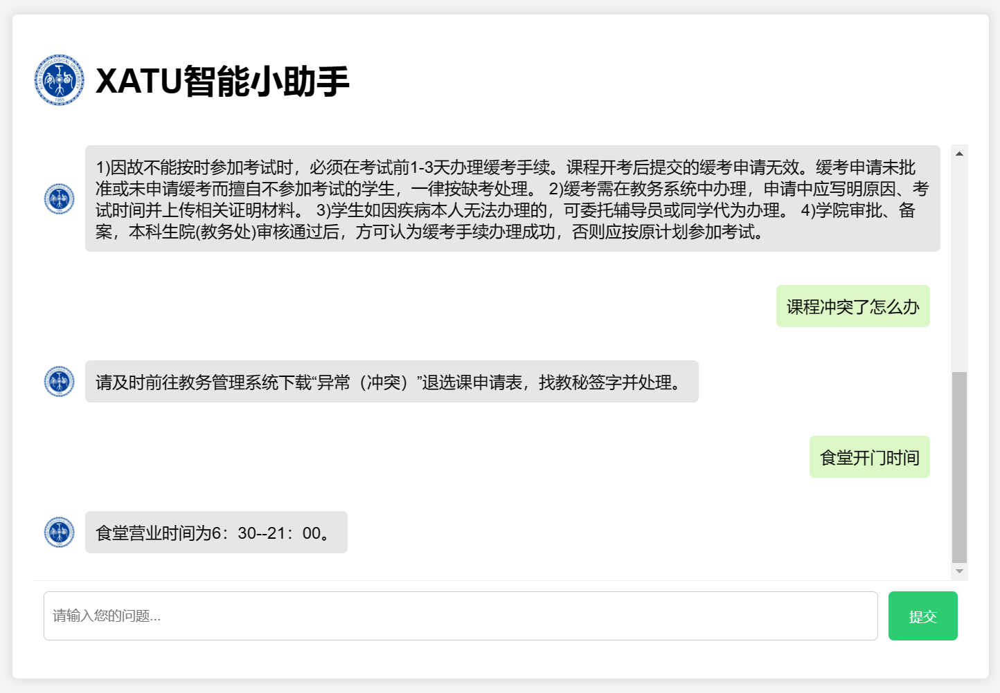 XATU智能小助手
1)因故不能按时参加考试时，必须在考试前1-3天办理缓考手续。课程开考后提交的缓考申请无效。缓考申请未批
准或未申请缓考而擅自不参加考试的学生，一律按缺考处理。 2)缓考需在教务系统中办理，申请中应写明原因、考
试时间并上传相关证明材料。 3)学生如因疾病本人无法办理的，可委托辅导员或同学代为办理。 4)学院审批、备
案，本科生院(教务处)审核通过后，方可认为缓考手续办理成功，否则应按原计划参加考试。
课程冲突了怎么办
请及时前往教务管理系统下载“异常（冲突）”退选课申请表，找教秘签字并处理。
食堂开门时间
食堂营业时间为6：30--21：00。
请输入您的问题...
提交